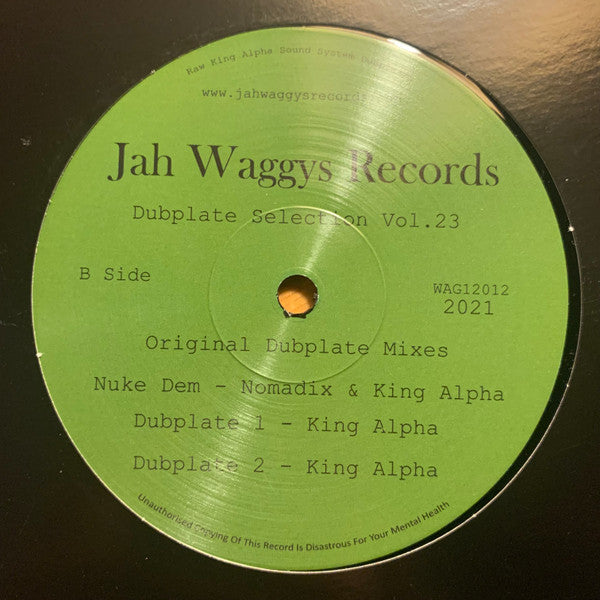 Raw King Alpha Sound System
www.jahwaggysrecords
Jah Waggys Records
Dubplate Selection Vol.23
B Side
WAG12012
2021
Original Dubplate Mixes
Nuke Dem - Nomadix & King Alpha
Dubplate 1 - King Alpha
Dubplate 2 - King Alpha
Unauthorised Copying Of This Record Is Disastrous For Your Mental Health